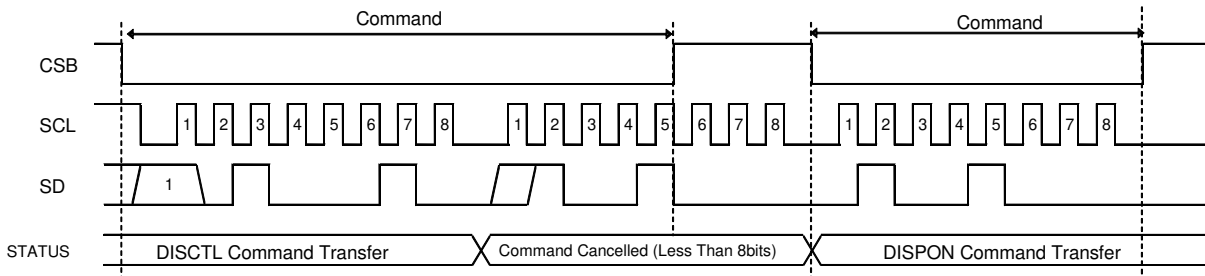 Command Command
CSB
SCL 1 2 3 4 5 6 7 8 1 2 3 4 5 6 7 8 1 2 3 4 5 6 7 8
SD 1
STATUS DISCTL Command Transfer Command Cancelled (Less Than 8bits) DISPON Command Transfer